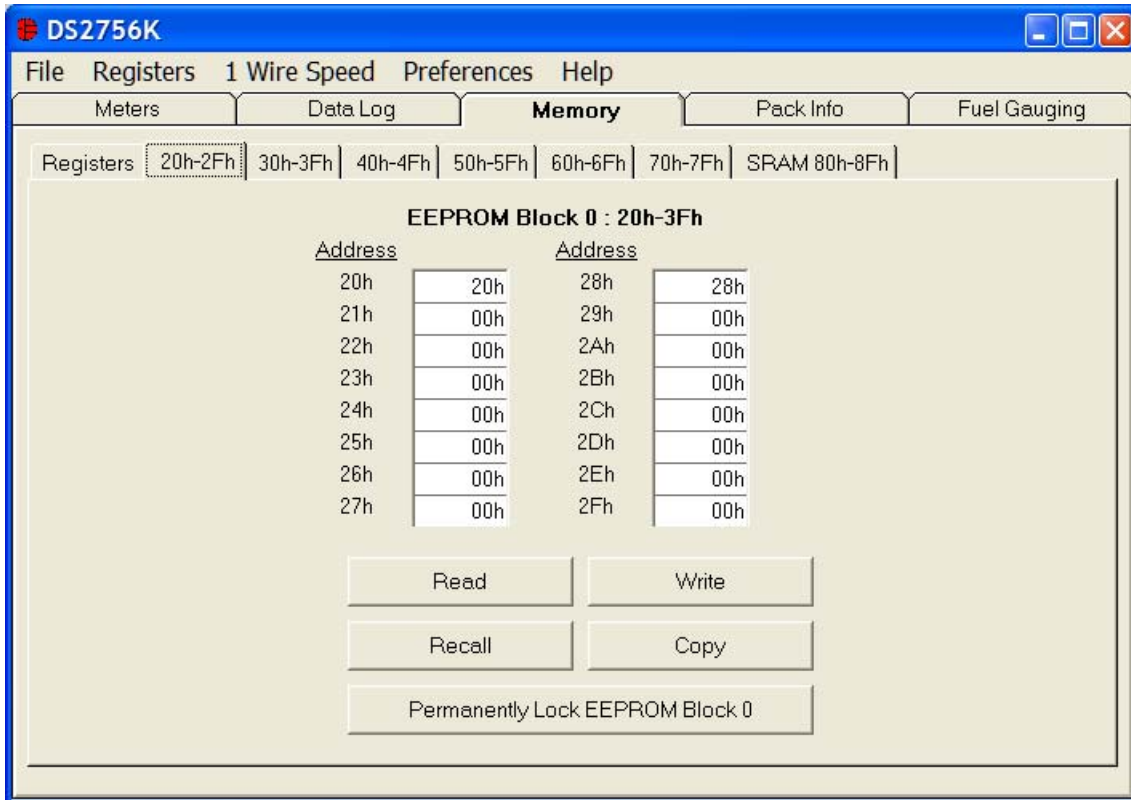 DS2756K
File Registers 1 Wire Speed Preferences Help
Meters Data Log Memory Pack Info Fuel Gauging
Registers 20h-2Fh 30h-3Fh 40h-4Fh 50h-5Fh 60h-6Fh 70h-7Fh SRAM 80h-8Fh
EEPROM Block 0 : 20h-3Fh
Address Address
20h 20h 28h 28h
21h 00h 29h 00h
22h 00h 2Ah 00h
23h 00h 2Bh 00h
24h 00h 2Ch 00h
25h 00h 2Dh 00h
26h 00h 2Eh 00h
27h 00h 2Fh 00h
Read Write
Recall Copy
Permanently Lock EEPROM Block 0